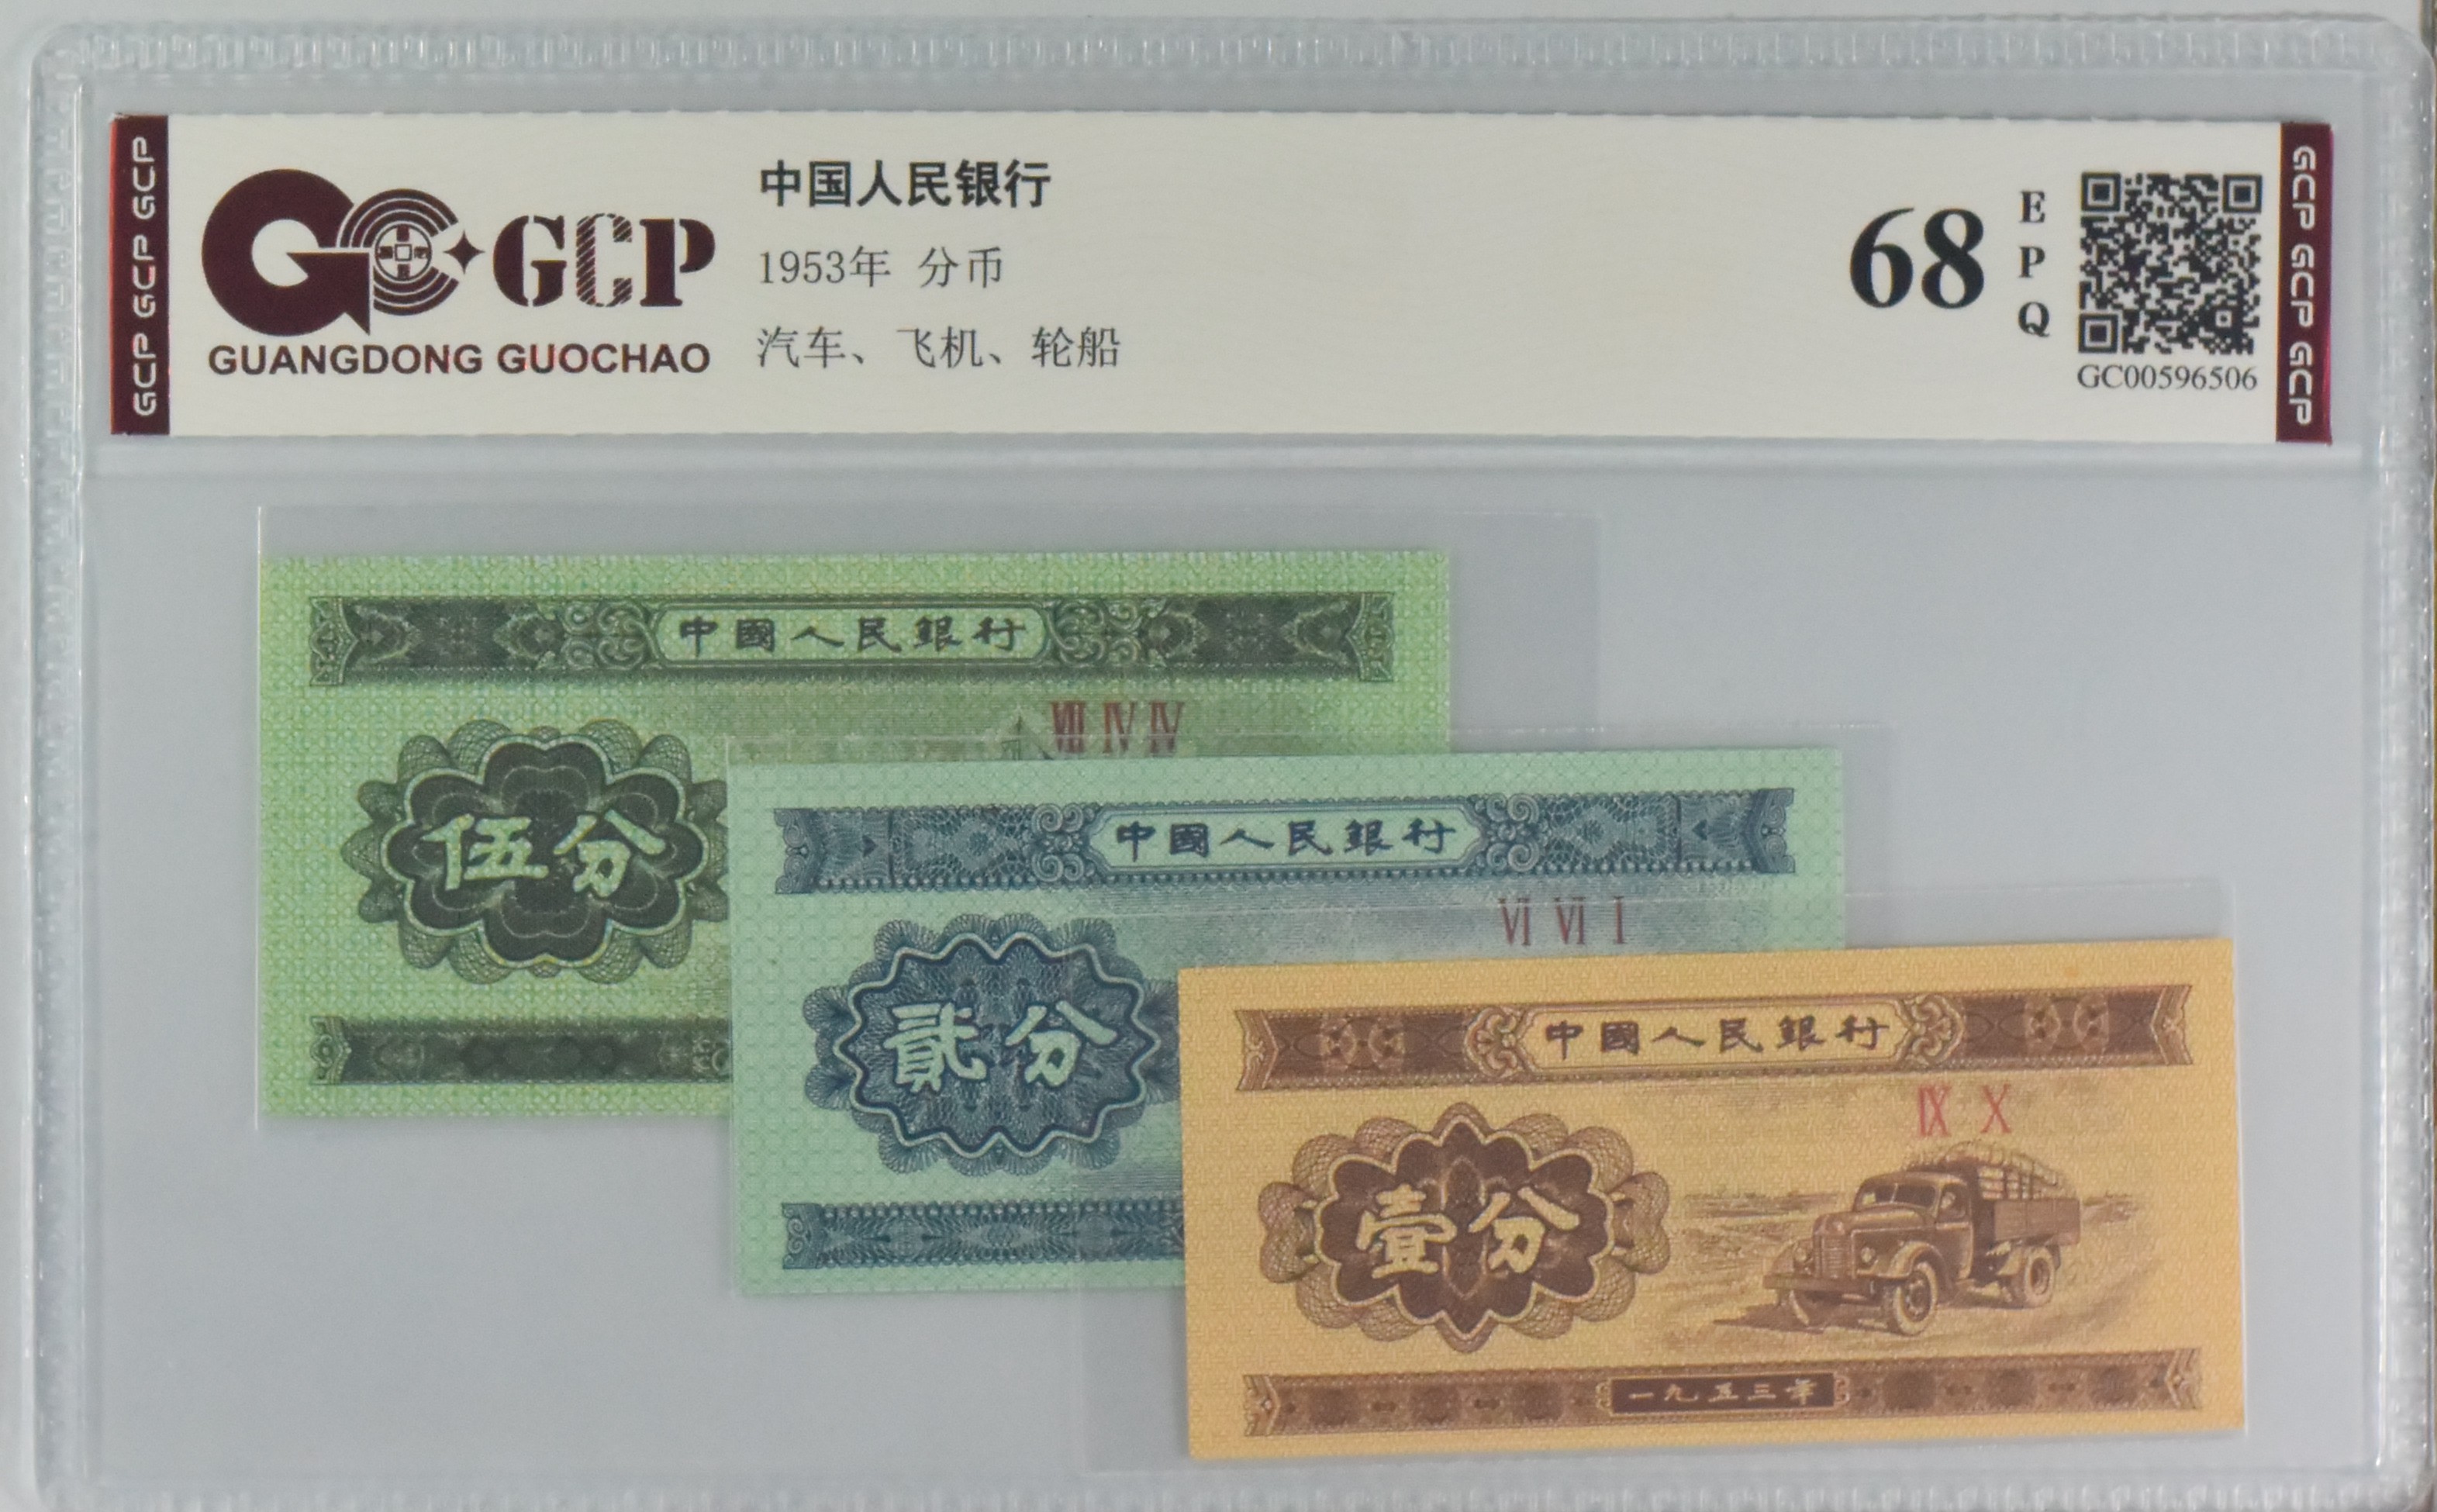 GCP GCP GCP
GCP
GUANGDONG GUOCHAO
中国人民银行
1953年 分币
汽车、飞机、轮船
68
E
P
Q
GC00596506
GCP GCP GCP
中國人民銀行
VII IV IV
伍分
中國人民銀行
VI VI I
貳分
中國人民銀行
IX X
壹分
一九五三年